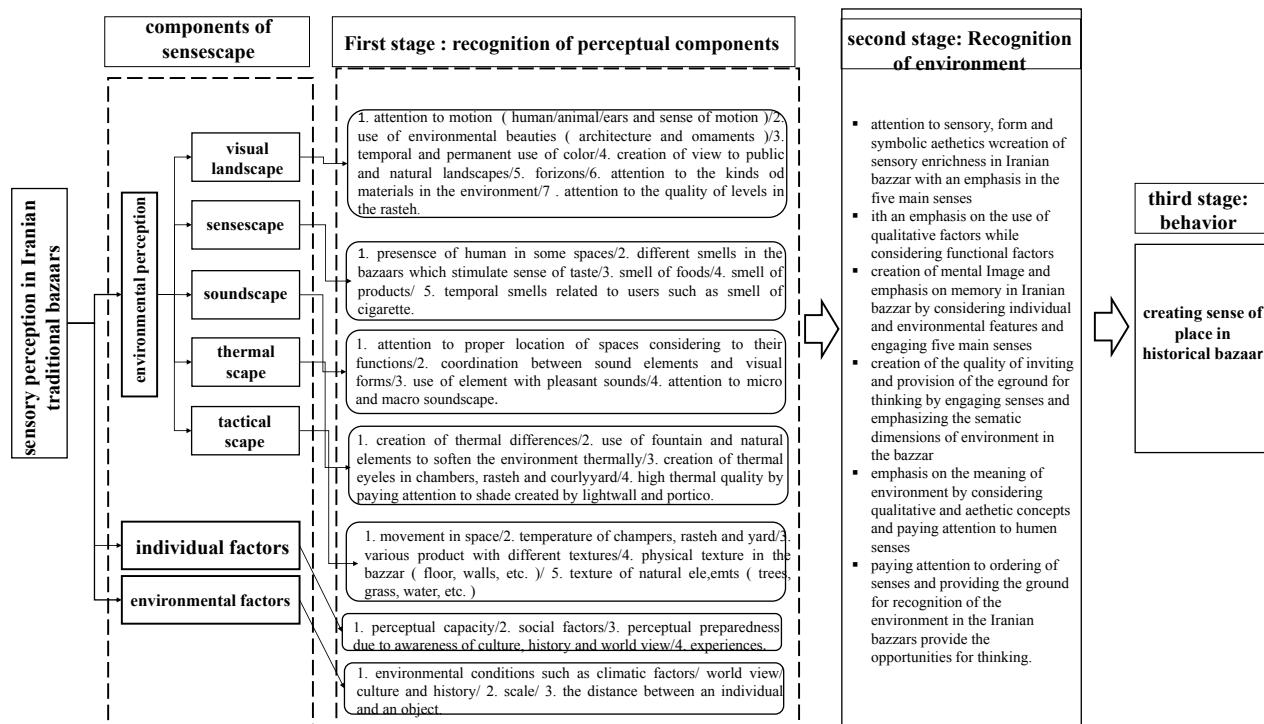 components of
sensescape
First stage : recognition of perceptual components
second stage: Recognition
of environment
third stage:
behavior
sensory perception in Iranian
traditional bazaars
environmental perception
visual
landscape
sensescape
soundscape
thermal
scape
tactical
scape
individual factors
environmental factors
1. attention to motion ( human/animal/ears and sense of motion )/2.
use of environmental beauties ( architecture and omaments )/3.
temporal and permanent use of color/4. creation of view to public
and natural landscapes/5. forizons/6. attention to the kinds od
materials in the environment/7 . attention to the quality of levels in
the rasteh.
1. presensce of human in some spaces/2. different smells in the
bazaars which stimulate sense of taste/3. smell of foods/4. smell of
products/ 5. temporal smells related to users such as smell of
cigarette.
1. attention to proper location of spaces considering to their
functions/2. coordination between sound elements and visual
forms/3. use of element with pleasant sounds/4. attention to micro
and macro soundscape.
1. creation of thermal differences/2. use of fountain and natural
elements to soften the environment thermally/3. creation of thermal
eyeles in chambers, rasteh and courlyyard/4. high thermal quality by
paying attention to shade created by lightwall and portico.
1. movement in space/2. temperature of champers, rasteh and yard/3.
various product with different textures/4. physical texture in the
bazzar ( floor, walls, etc. )/ 5. texture of natural ele,emts ( trees,
grass, water, etc. )
1. perceptual capacity/2. social factors/3. perceptual preparedness
due to awareness of culture, history and world view/4. experiences.
1. environmental conditions such as climatic factors/ world view/
culture and history/ 2. scale/ 3. the distance between an individual
and an object.
▪ attention to sensory, form and
symbolic aethetics wcreation of
sensory enrichness in Iranian
bazzar with an emphasis in the
five main senses
▪ ith an emphasis on the use of
qualitative factors while
considering functional factors
▪ creation of mental Image and
emphasis on memory in Iranian
bazzar by considering individual
and environmental features and
engaging five main senses
▪ creation of the quality of inviting
and provision of the eground for
thinking by engaging senses and
emphasizing the sematic
dimensions of environment in
the bazzar
▪ emphasis on the meaning of
environment by considering
qualitative and aethetic concepts
and paying attention to human
senses
▪ paying attention to ordering of
senses and providing the ground
for recognition of the
environment in the Iranian
bazzars provide the
opportunities for thinking.
creating sense of
place in
historical bazaar